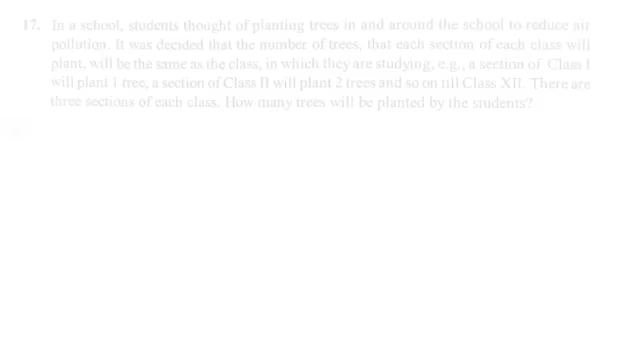 17. In a school, students thought of planting trees in and around the school to reduce air
pollution. It was decided that the number of trees, that each section of each class will
plant, will be the same as the class, in which they are studying, e.g., a section of Class I
will plant 1 tree, a section of Class II will plant 2 trees and so on till Class XII. There are
three sections of each class. How many trees will be planted by the students?